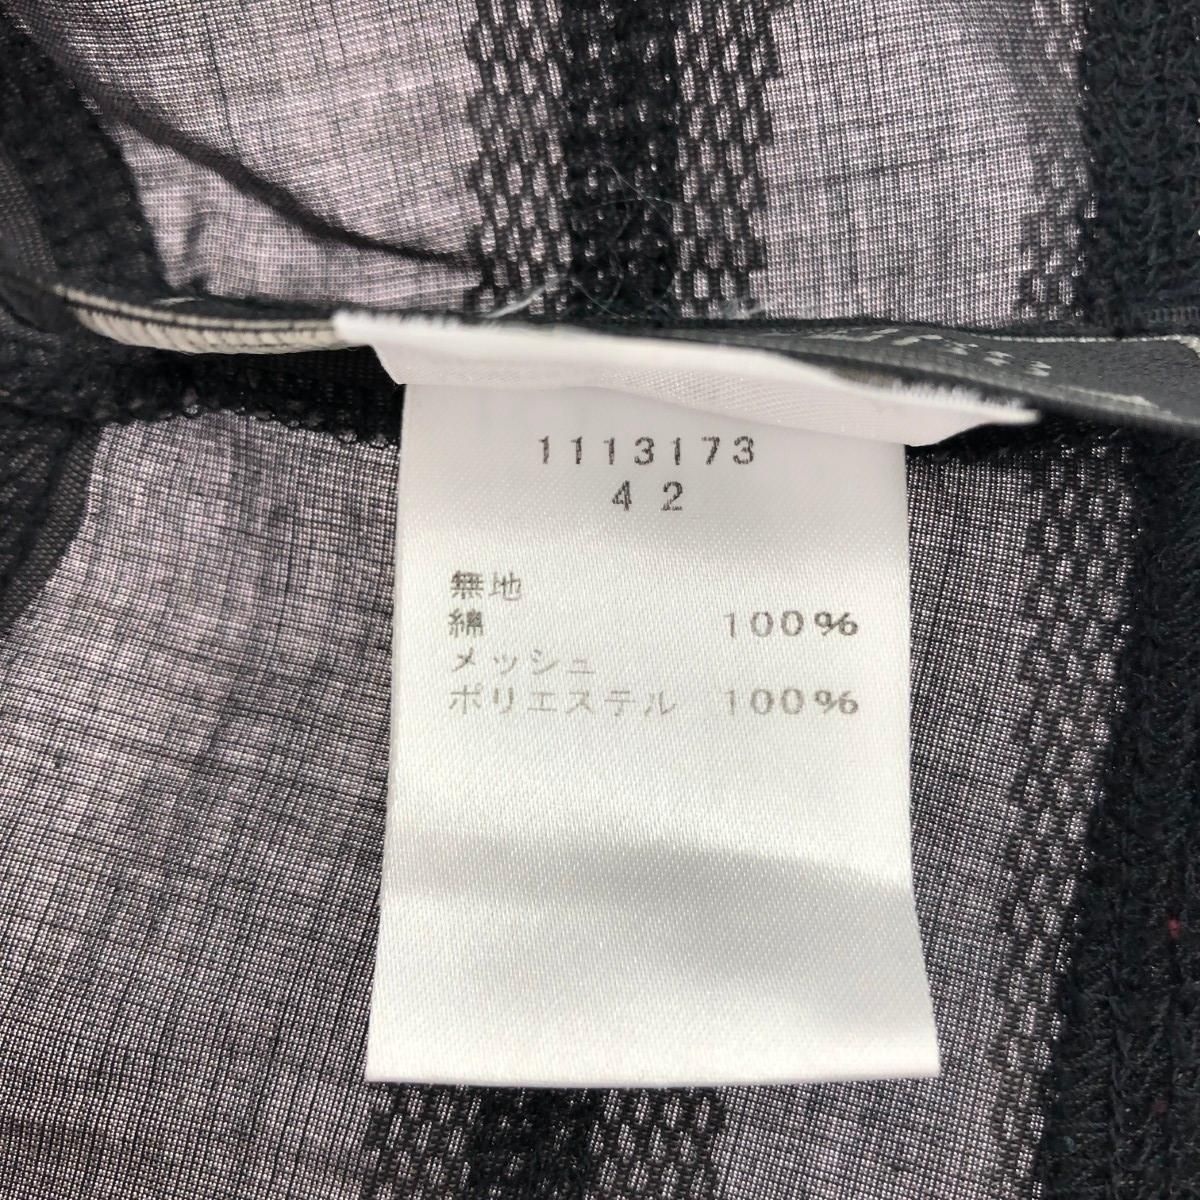 1113173
42
無地
綿 100%
メッシュ
ポリエステル 100%